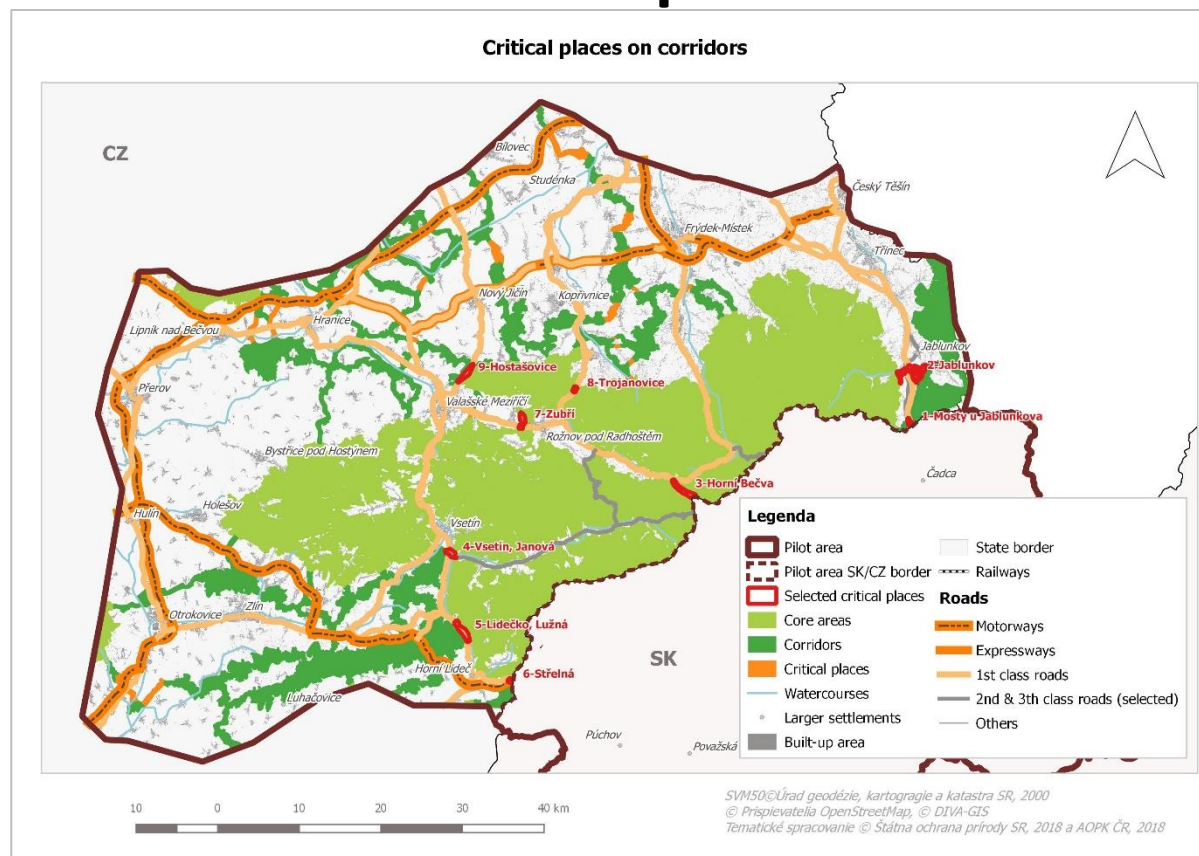 Critical places on corridors
CZ
Bílovec
Studénka
Český Těšín
Frýdek-Místek
Třinec
Nový Jičín
Kopřivnice
Lipník nad Bečvou
Hranice
Jablunkov
2-Jablunkov
9-Hostašovice
8-Trojanovice
Přerov
Valašské Meziříčí
7-Zubří
1-Mosty u Jablunkova
Rožnov pod Radhoštěm
Bystřice pod Hostýnem
Čadca
3-Horní Bečva
Holešov
Hulín
Vsetín
4-Vsetín, Janová
Otrokovice
Zlín
5-Lidečko, Lužná
SK
Horní Lideč
6-Střelná
Luhačovice
Púchov
Považská
Legenda
Pilot area
Pilot area SK/CZ border
Selected critical places
Core areas
Corridors
Critical places
Watercourses
Larger settlements
Built-up area
State border
Railways
Roads
Motorways
Expressways
1st class roads
2nd & 3th class roads (selected)
Others
10 0 10 20 30 40 km
SVM50©Úrad geodézie, kartogragie a katastra SR, 2000
© Prispievatelia OpenStreetMap, © DIVA-GIS
Tematické spracovanie © Štátna ochrana prírody SR, 2018 a AOPK ČR, 2018